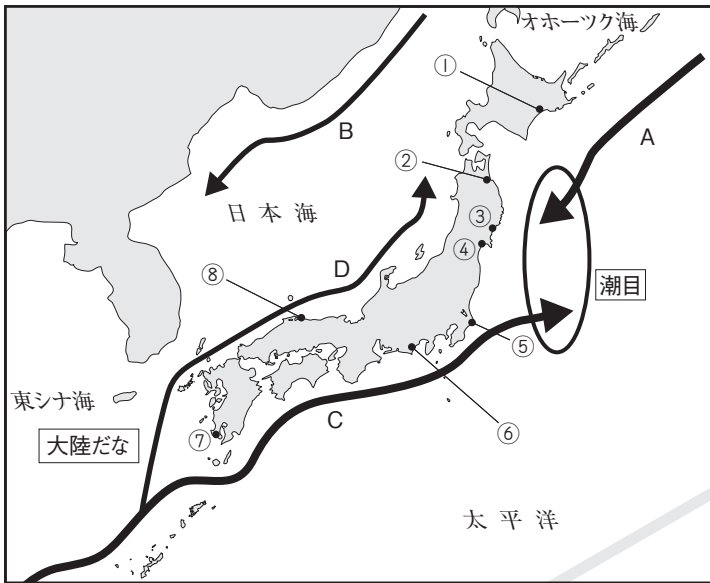 オホーツク海
①
A
B
②
日本海
③
④
D
⑧
潮目
⑤
東シナ海
C
⑥
大陸だな
⑦
太平洋